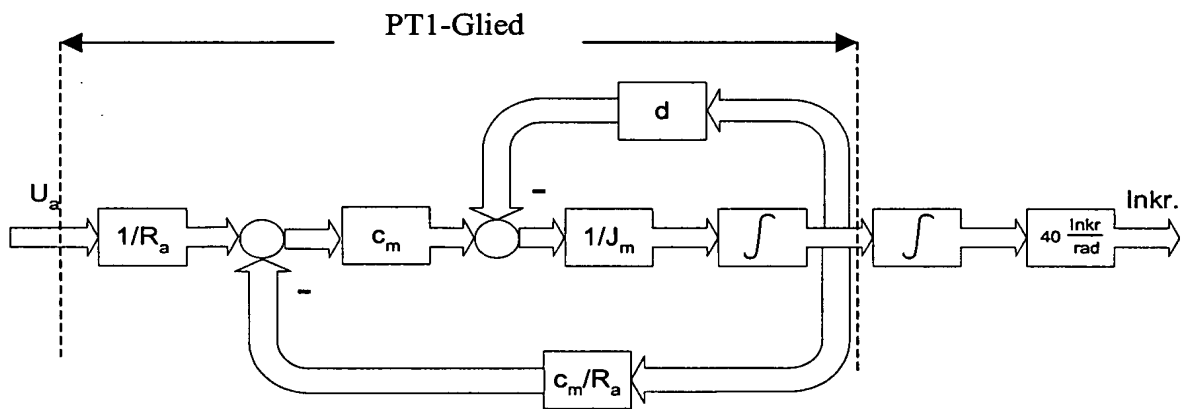 PT1-Glied
d
–
U_a
Inkr.
1/R_a
c_m
1/J_m
∫
∫
40 Inkr/rad
–
c_m/R_a